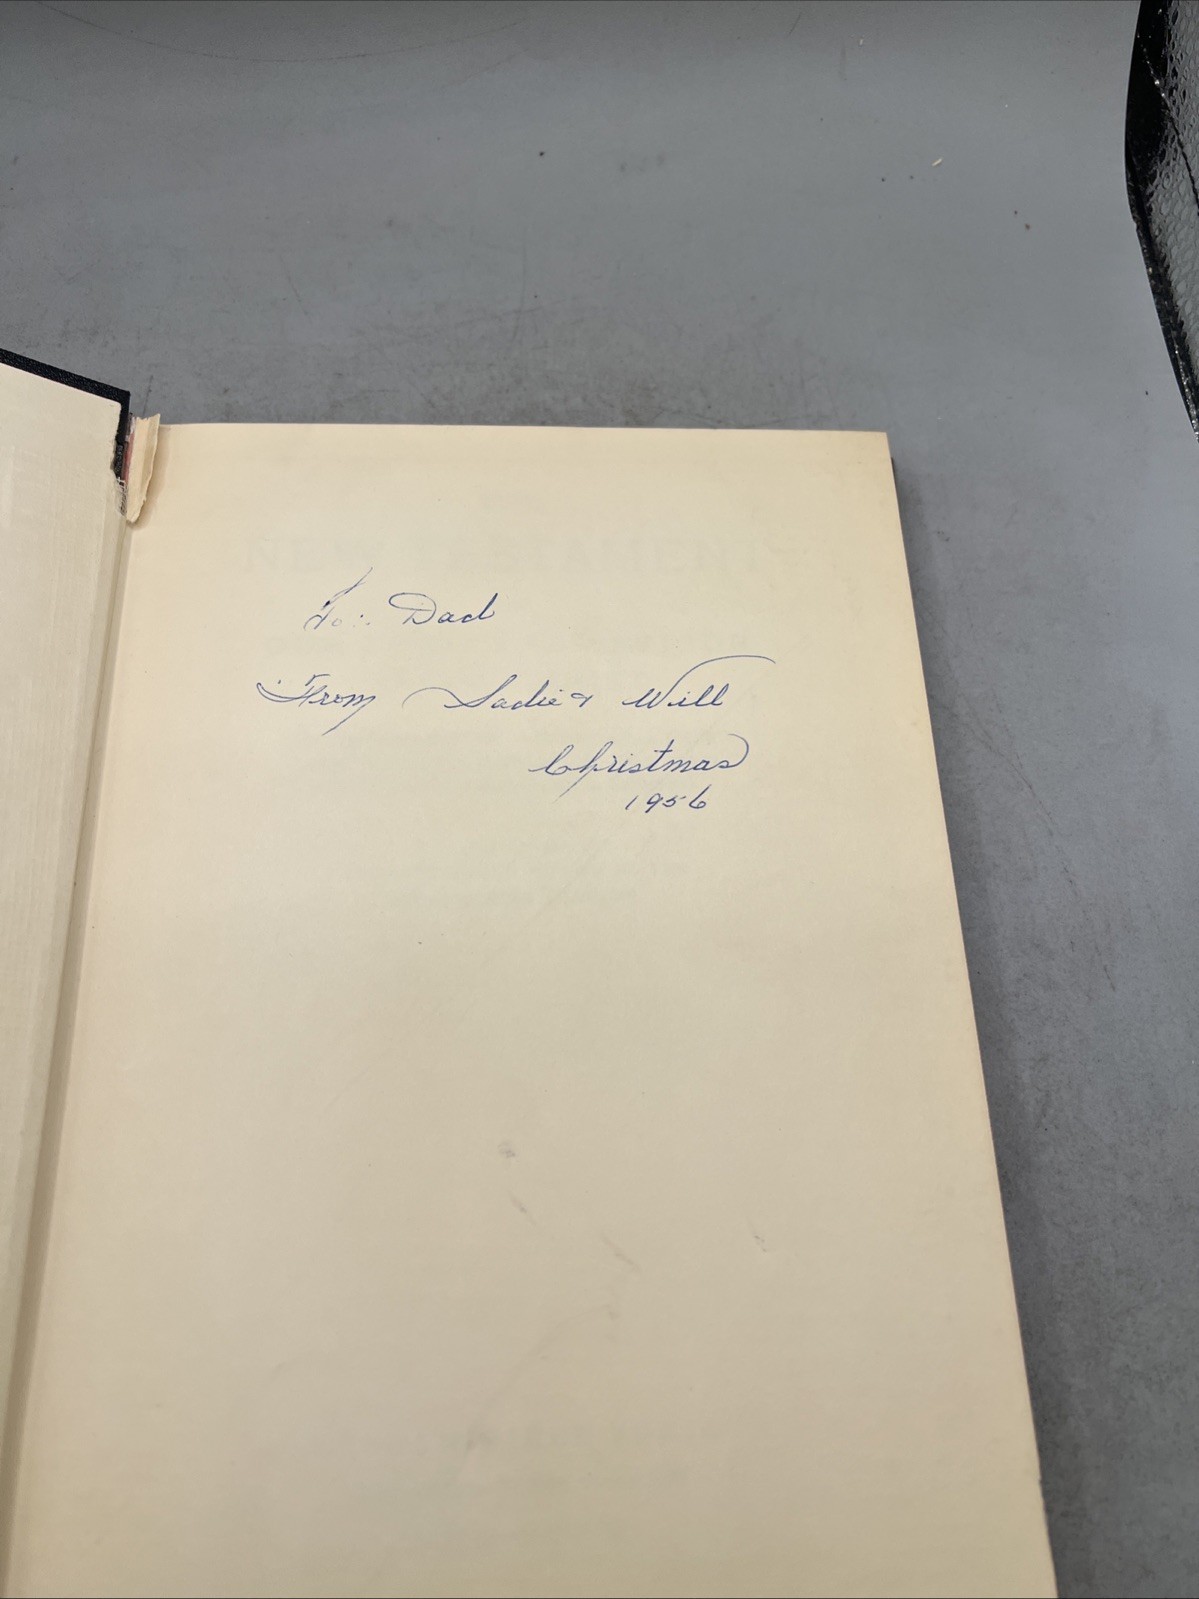 To: Dad
From Sadie & Will
Christmas
1956